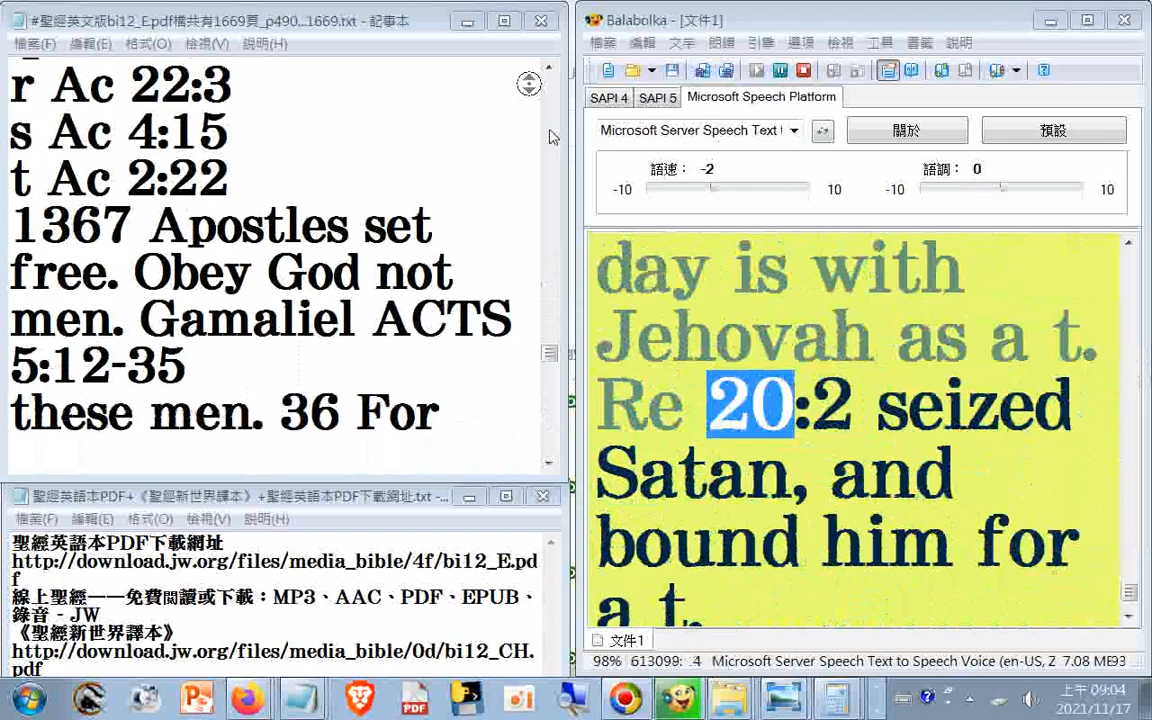 #聖經英文版bi12_E.pdf檔共有1669頁_p490...1669.txt - 記事本
檔案(F) 編輯(E) 格式(O) 檢視(V) 說明(H)
r Ac 22:3
s Ac 4:15
t Ac 2:22
1367 Apostles set
free. Obey God not
men. Gamaliel ACTS
5:12-35
these men. 36 For
聖經英語本PDF+《聖經新世界譯本》+聖經英語本PDF下載網址.txt -...
檔案(F) 編輯(E) 格式(O) 檢視(V) 說明(H)
聖經英語本PDF下載網址
http://download.jw.org/files/media_bible/4f/bi12_E.pd
f
線上聖經——免費閱讀或下載：MP3、AAC、PDF、EPUB、
錄音 - JW
《聖經新世界譯本》
http://download.jw.org/files/media_bible/0d/bi12_CH.
pdf
Balabolka - [文件1]
檔案 編輯 文字 朗讀 引擎 選項 檢視 工具 書籤 說明
SAPI 4 SAPI 5 Microsoft Speech Platform
Microsoft Server Speech Text 關於 預設
語速： -2 語調： 0
-10 10 -10 10
day is with
Jehovah as a t.
Re 20:2 seized
Satan, and
bound him for
a t.
文件1
98% 613099: .4 Microsoft Server Speech Text to Speech Voice (en-US, Z 7.08 ME93
PDF
上午 09:04
2021/11/17